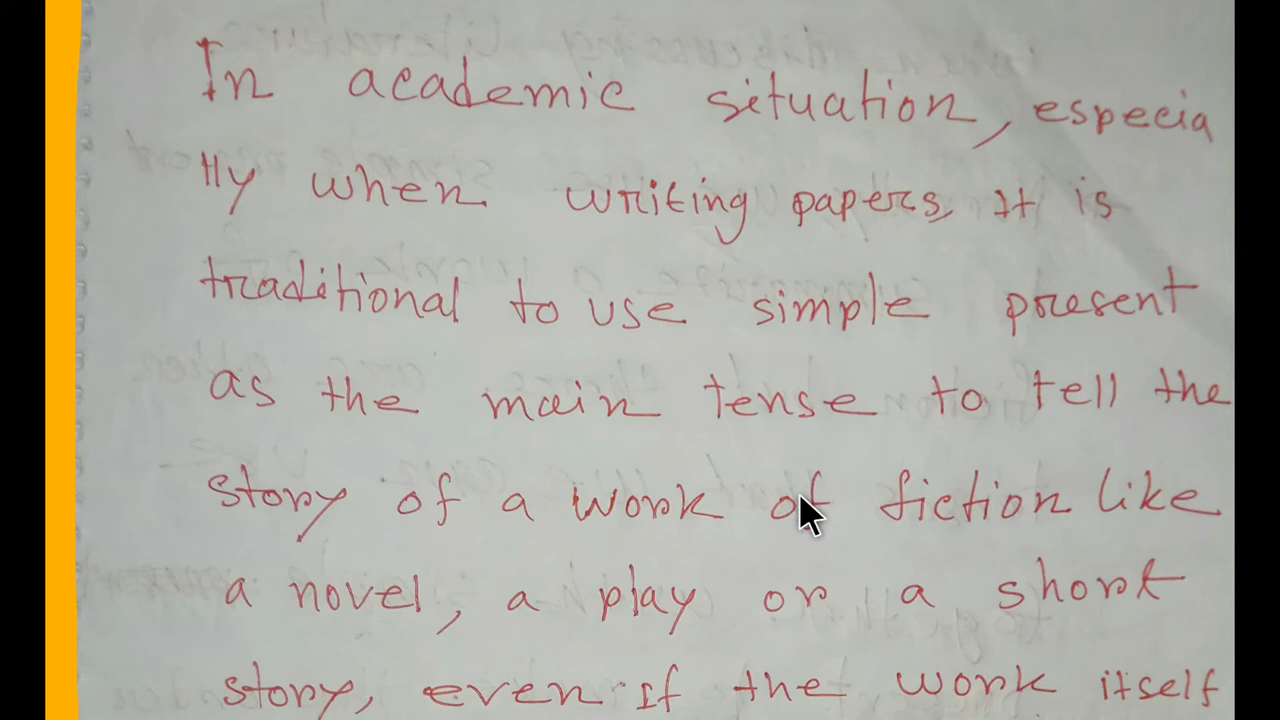 In academic situation, especia
lly when writing papers, It is
traditional to use simple present
as the main tense to tell the
story of a work of fiction like
a novel, a play or a short
story, even if the work itself